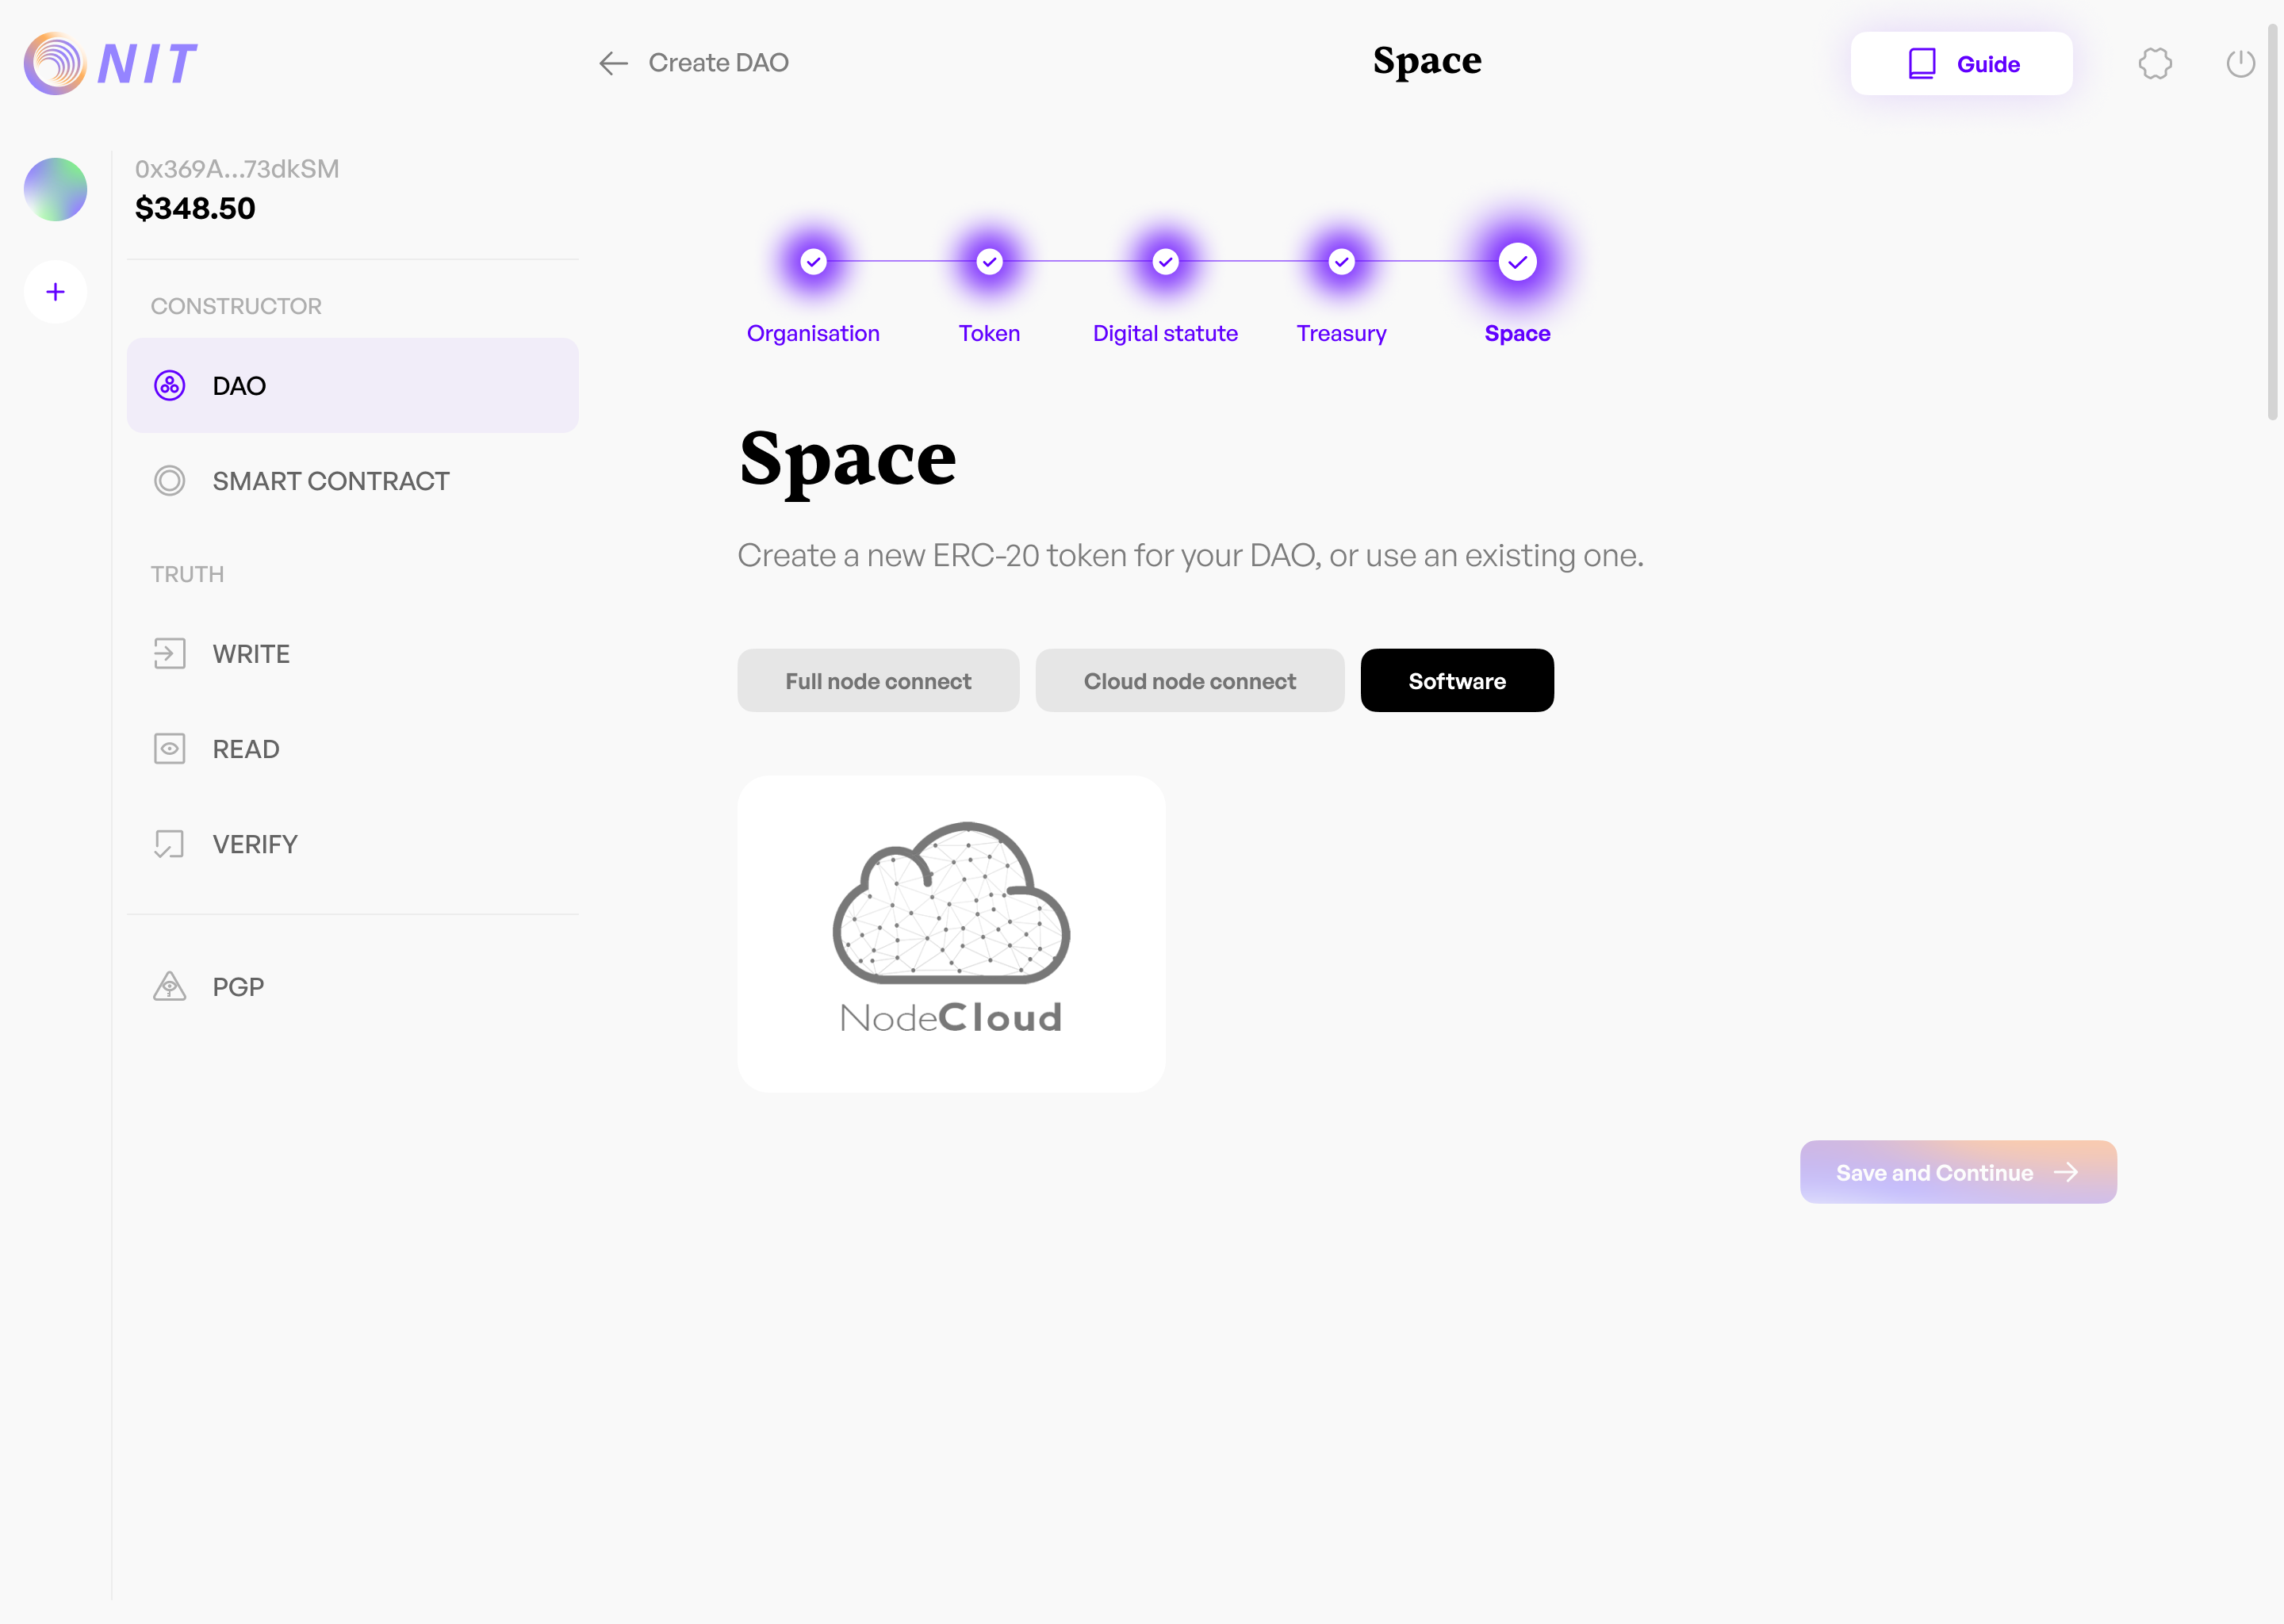 NIT
Create DAO
Space
Guide
0x369A...73dkSM
$348.50
CONSTRUCTOR
DAO
SMART CONTRACT
TRUTH
WRITE
READ
VERIFY
PGP
Organisation
Token
Digital statute
Treasury
Space
Space
Create a new ERC-20 token for your DAO, or use an existing one.
Full node connect
Cloud node connect
Software
NodeCloud
Save and Continue